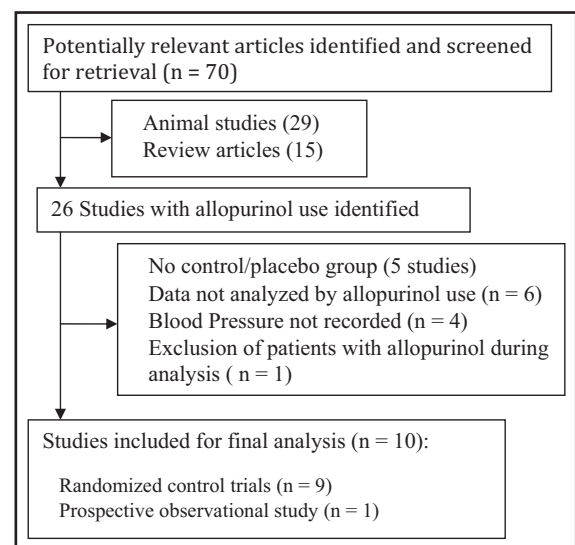 Potentially relevant articles identified and screened
for retrieval (n = 70)
Animal studies (29)
Review articles (15)
26 Studies with allopurinol use identified
No control/placebo group (5 studies)
Data not analyzed by allopurinol use (n = 6)
Blood Pressure not recorded (n = 4)
Exclusion of patients with allopurinol during
analysis ( n = 1)
Studies included for final analysis (n = 10):
Randomized control trials (n = 9)
Prospective observational study (n = 1)